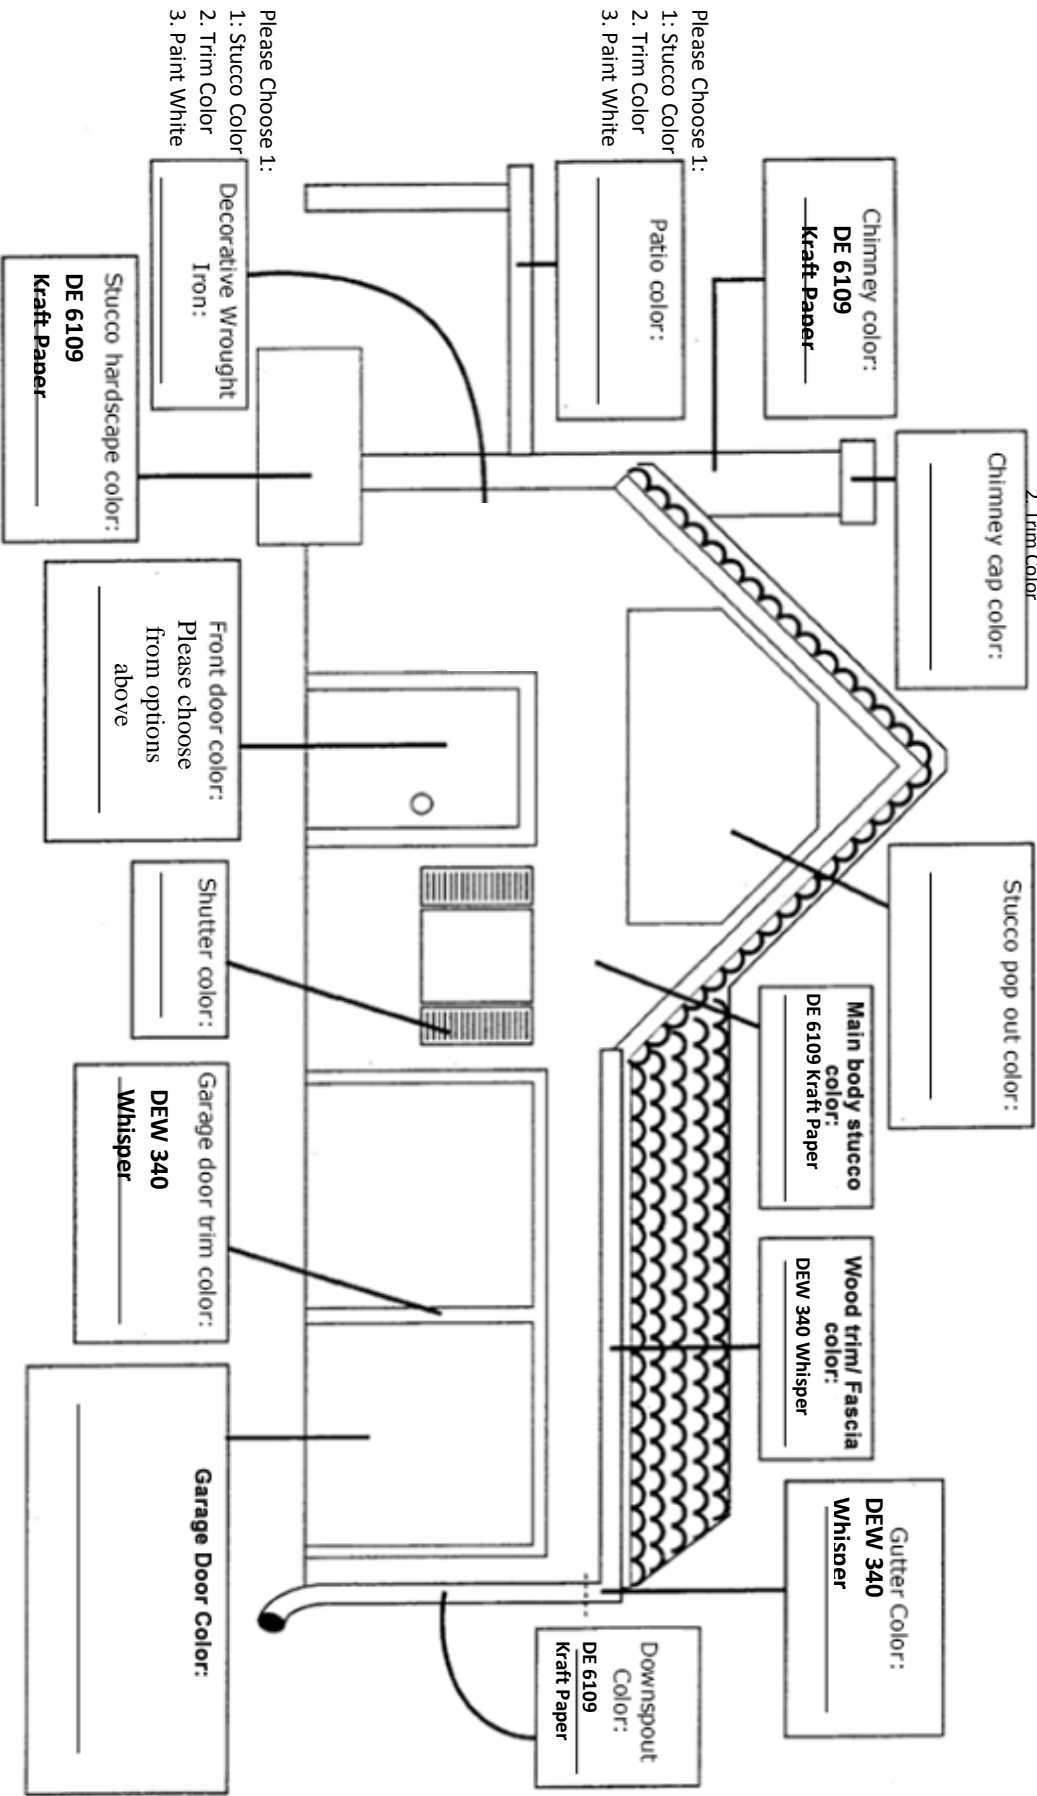 2. Trim Color
Chimney cap color:
Stucco pop out color:
Chimney color:
DE 6109
Kraft Paper
Main body stucco
color:
DE 6109 Kraft Paper
Wood trim/ Fascia
color:
DEW 340 Whisper
Gutter Color:
DEW 340
Whisper
Please Choose 1:
1: Stucco Color
2. Trim Color
3. Paint White
Patio color:
Downspout
Color:
DE 6109
Kraft Paper
Please Choose 1:
1: Stucco Color
2. Trim Color
3. Paint White
Decorative Wrought
Iron:
Stucco hardscape color:
DE 6109
Kraft Paper
Front door color:
Please choose
from options
above
Shutter color:
Garage door trim color:
DEW 340
Whisper
Garage Door Color: